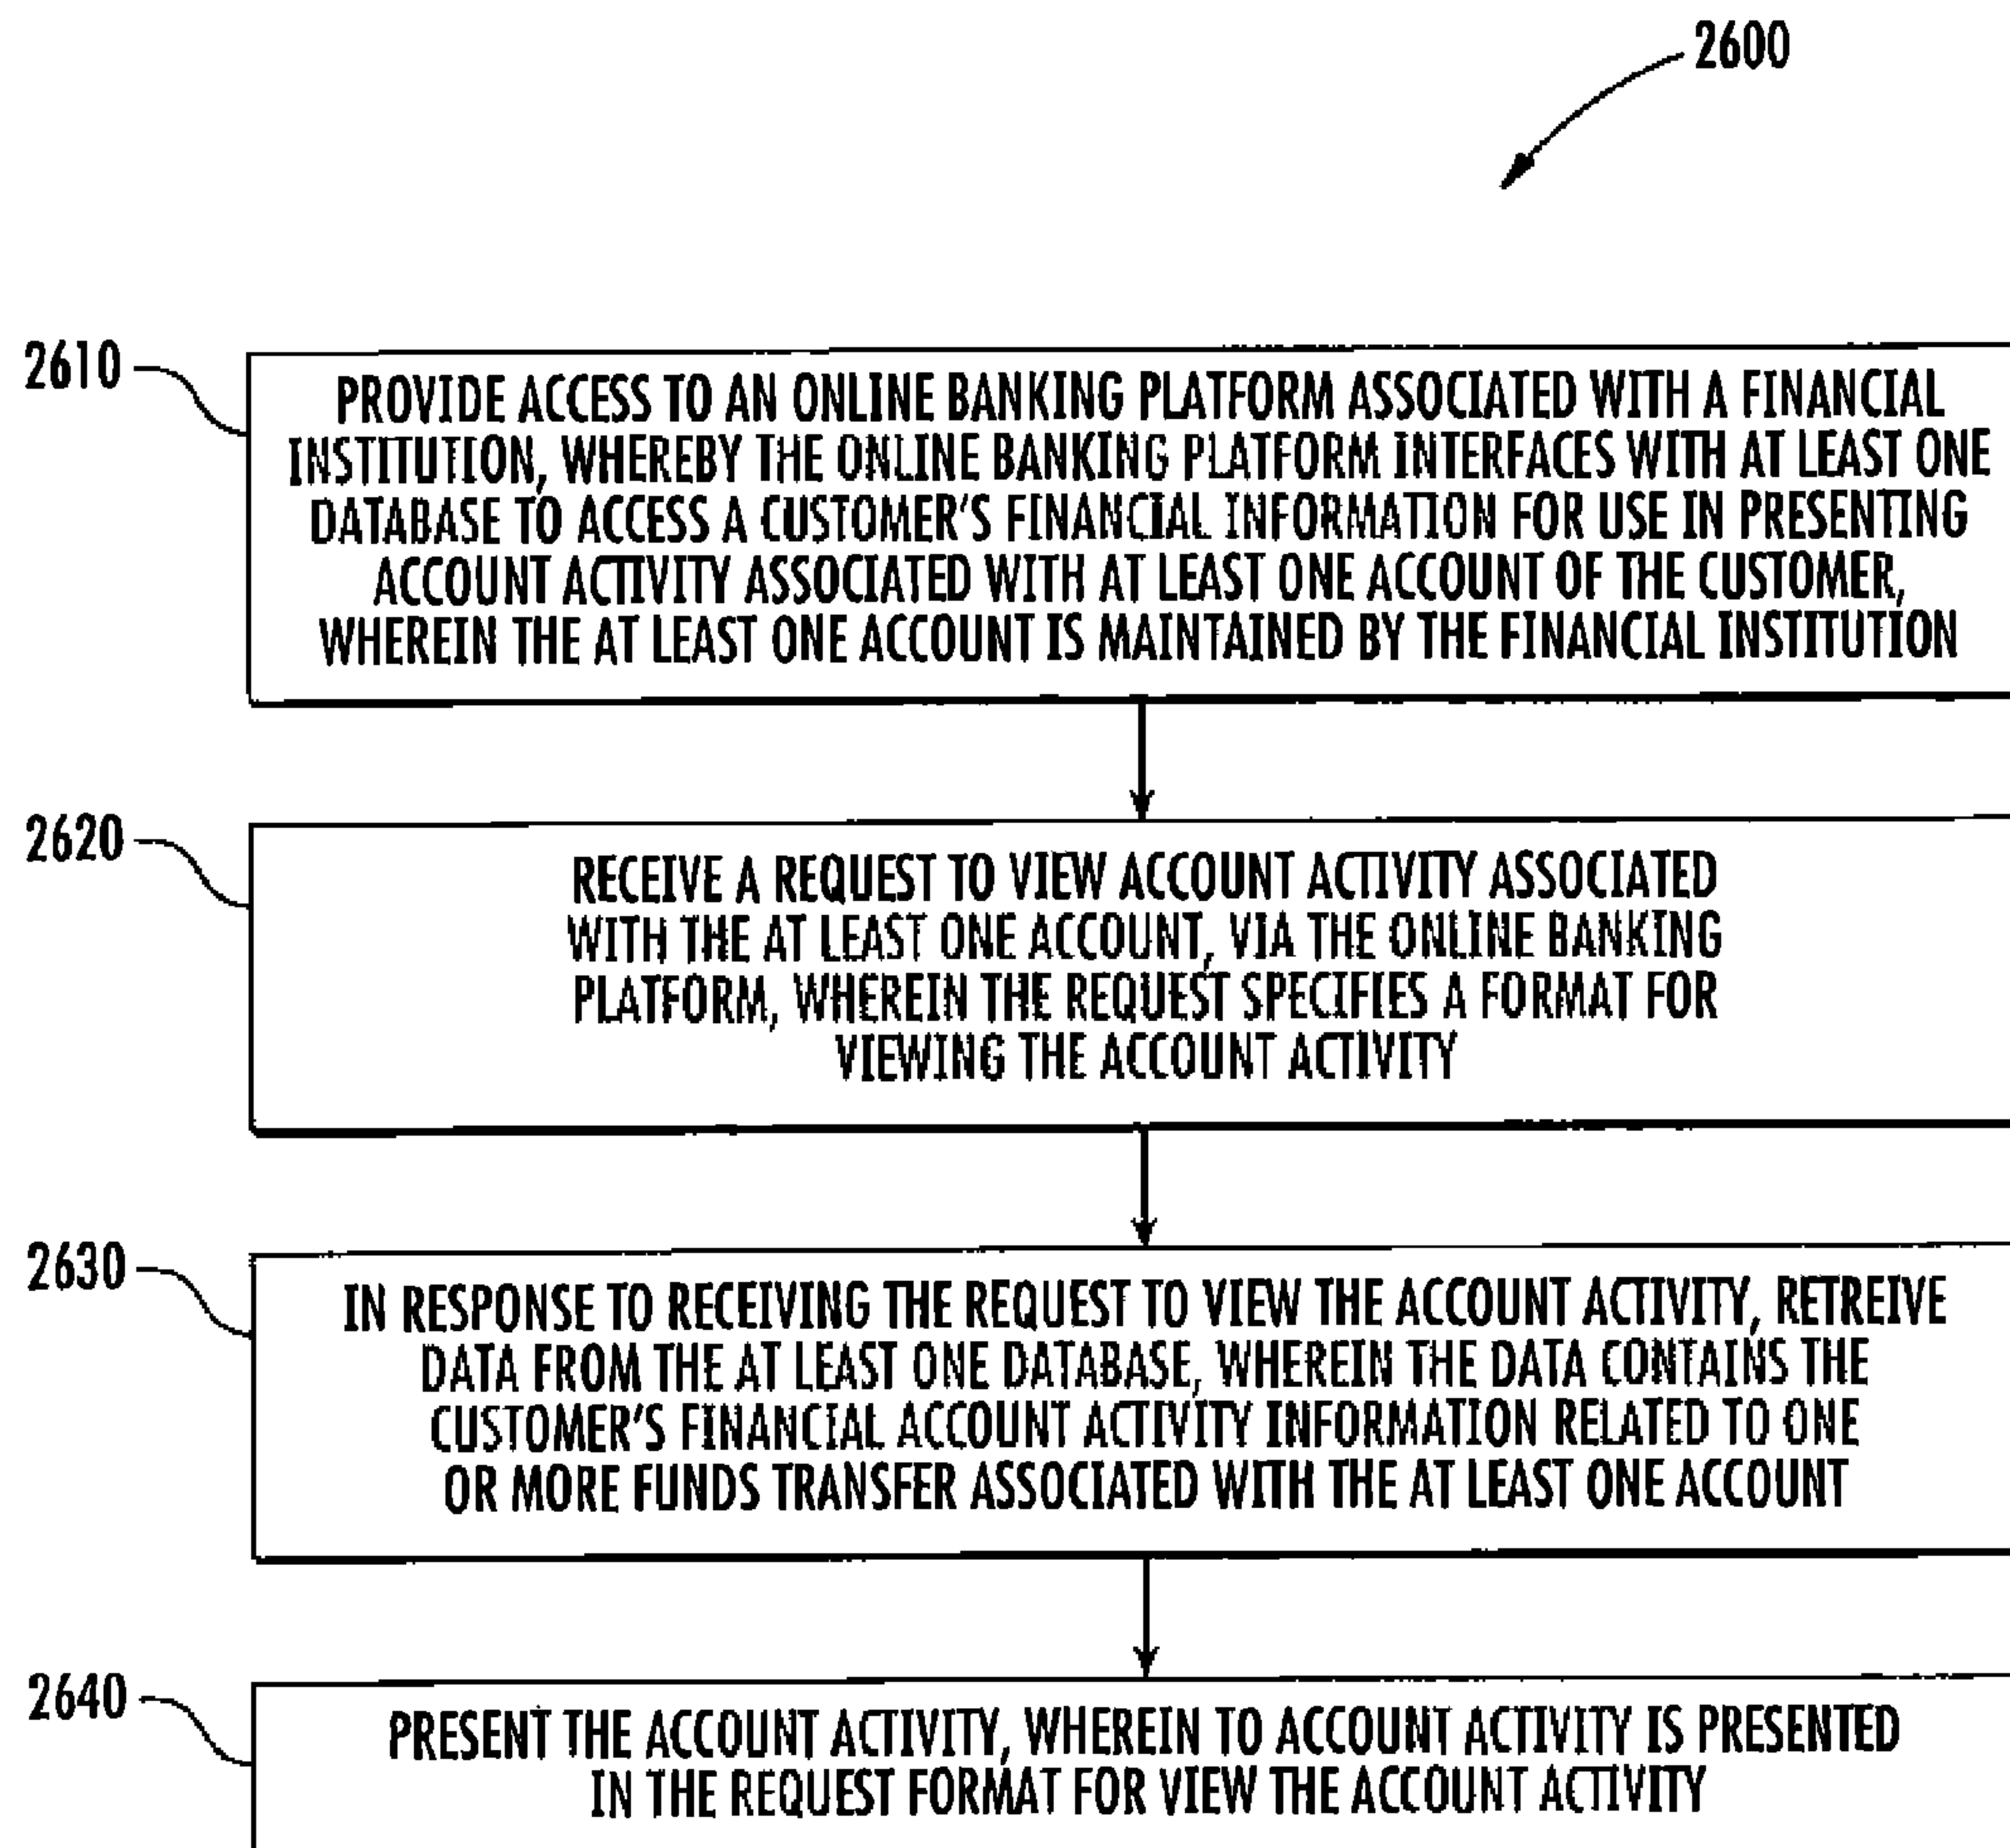 2600
2610
PROVIDE ACCESS TO AN ONLINE BANKING PLATFORM ASSOCIATED WITH A FINANCIAL
INSTITUTION, WHEREBY THE ONLINE BANKING PLATFORM INTERFACES WITH AT LEAST ONE
DATABASE TO ACCESS A CUSTOMER'S FINANCIAL INFORMATION FOR USE IN PRESENTING
ACCOUNT ACTIVITY ASSOCIATED WITH AT LEAST ONE ACCOUNT OF THE CUSTOMER,
WHEREIN THE AT LEAST ONE ACCOUNT IS MAINTAINED BY THE FINANCIAL INSTITUTION
2620
RECEIVE A REQUEST TO VIEW ACCOUNT ACTIVITY ASSOCIATED
WITH THE AT LEAST ONE ACCOUNT, VIA THE ONLINE BANKING
PLATFORM, WHEREIN THE REQUEST SPECIFIES A FORMAT FOR
VIEWING THE ACCOUNT ACTIVITY
2630
IN RESPONSE TO RECEIVING THE REQUEST TO VIEW THE ACCOUNT ACTIVITY, RETREIVE
DATA FROM THE AT LEAST ONE DATABASE, WHEREIN THE DATA CONTAINS THE
CUSTOMER'S FINANCIAL ACCOUNT ACTIVITY INFORMATION RELATED TO ONE
OR MORE FUNDS TRANSFER ASSOCIATED WITH THE AT LEAST ONE ACCOUNT
2640
PRESENT THE ACCOUNT ACTIVITY, WHEREIN TO ACCOUNT ACTIVITY IS PRESENTED
IN THE REQUEST FORMAT FOR VIEW THE ACCOUNT ACTIVITY